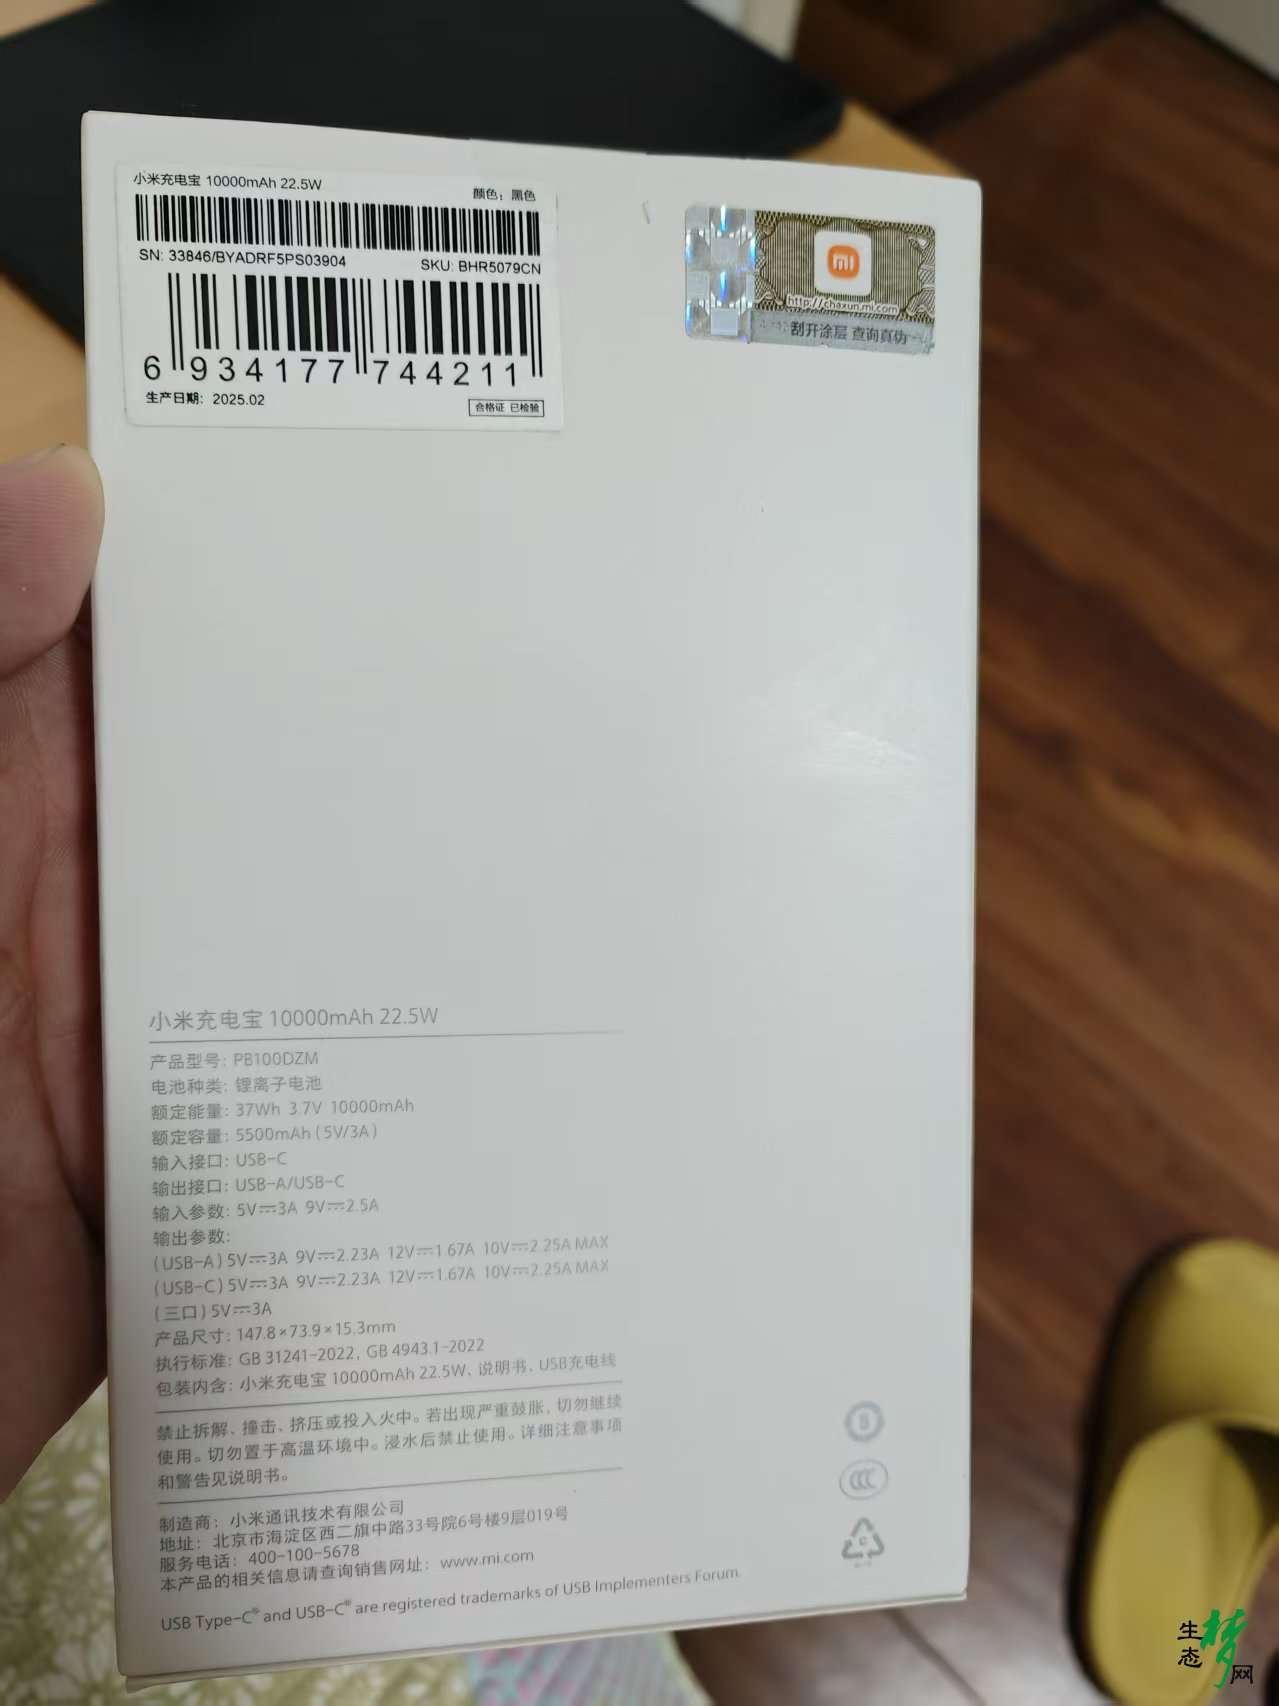 小米充电宝 10000mAh 22.5W
颜色：黑色
SN: 33846/BYADRF5PS03904
SKU: BHR5079CN
6 934177 744211
生产日期：2025.02
合格证 已检验
mi
http://chaxun.mi.com
刮开涂层 查询真伪
小米充电宝 10000mAh 22.5W
产品型号: PB100DZM
电池种类: 锂离子电池
额定能量: 37Wh 3.7V 10000mAh
额定容量: 5500mAh (5V/3A)
输入接口: USB-C
输出接口: USB-A/USB-C
输入参数: 5V⎓3A 9V⎓2.5A
输出参数:
(USB-A) 5V⎓3A 9V⎓2.23A 12V⎓1.67A 10V⎓2.25A MAX
(USB-C) 5V⎓3A 9V⎓2.23A 12V⎓1.67A 10V⎓2.25A MAX
(三口) 5V⎓3A
产品尺寸: 147.8×73.9×15.3mm
执行标准: GB 31241-2022, GB 4943.1-2022
包装内含: 小米充电宝 10000mAh 22.5W、说明书、USB充电线
禁止拆解、撞击、挤压或投入火中。若出现严重鼓胀，切勿继续
使用。切勿置于高温环境中。浸水后禁止使用。详细注意事项
和警告见说明书。
制造商：小米通讯技术有限公司
地址：北京市海淀区西二旗中路33号院6号楼9层019号
服务电话：400-100-5678
本产品的相关信息请查询销售网址：www.mi.com
USB Type-C® and USB-C® are registered trademarks of USB Implementers Forum.
CCC
生态梦网